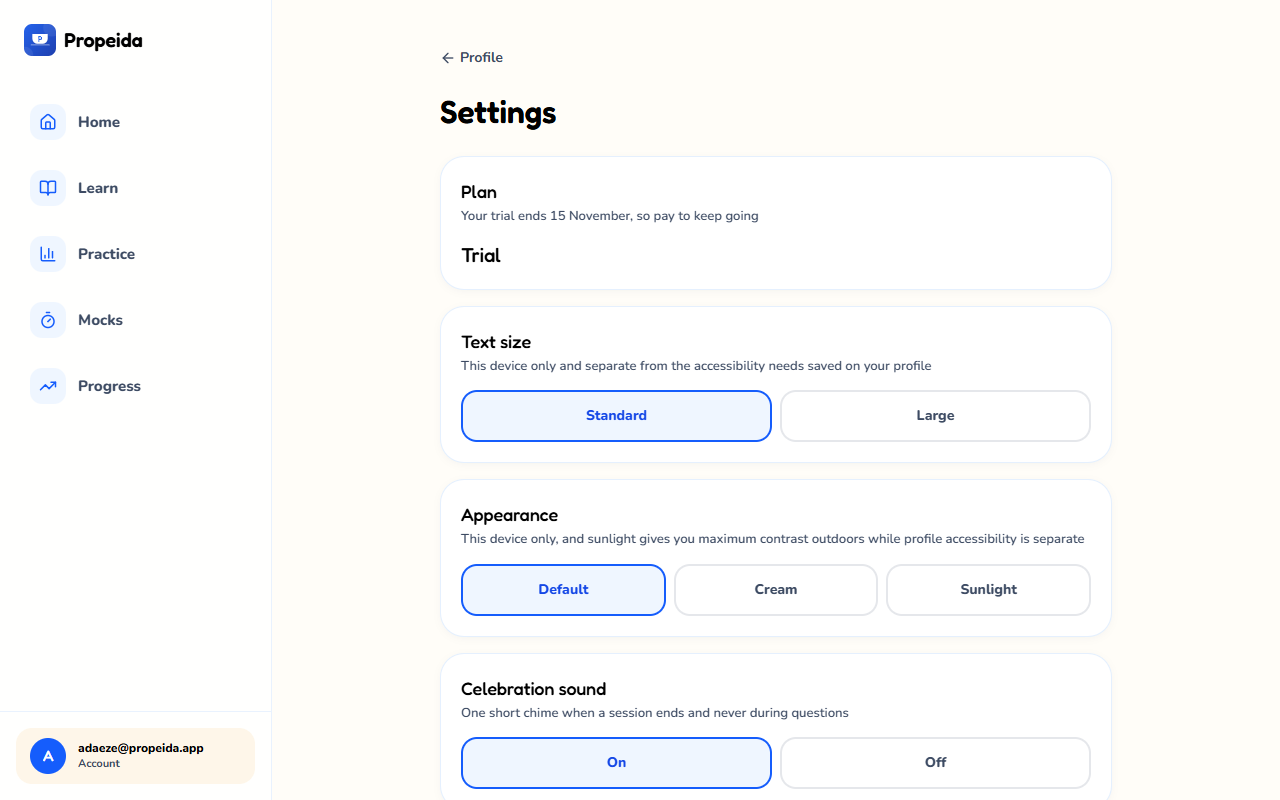 Propeida
Home
Learn
Practice
Mocks
Progress
adaeze@propeida.app
Account
A
Profile
Settings
Plan
Your trial ends 15 November, so pay to keep going
Trial
Text size
This device only and separate from the accessibility needs saved on your profile
Standard
Large
Appearance
This device only, and sunlight gives you maximum contrast outdoors while profile accessibility is separate
Default
Cream
Sunlight
Celebration sound
One short chime when a session ends and never during questions
On
Off